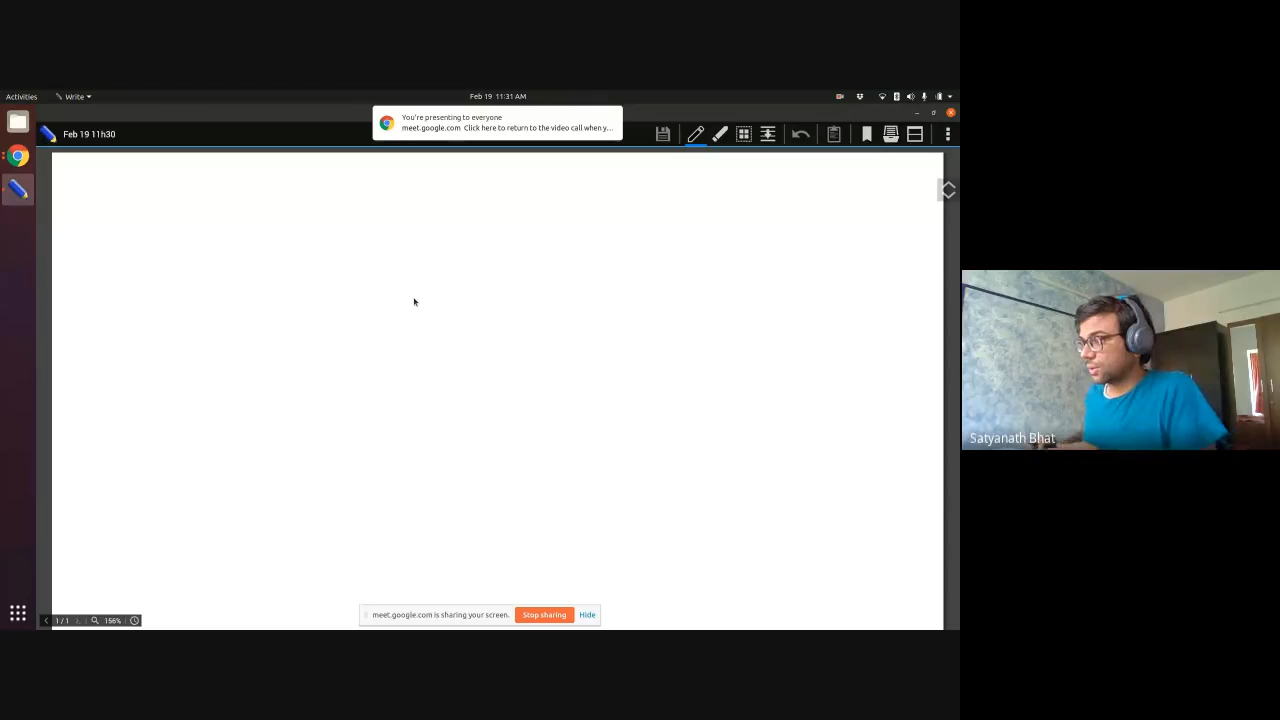 Activities
Write
Feb 19 11:31 AM
You're presenting to everyone
meet.google.com Click here to return to the video call when y...
Feb 19 11h30
Satyanath Bhat
meet.google.com is sharing your screen.
Stop sharing
Hide
1 / 1
156%